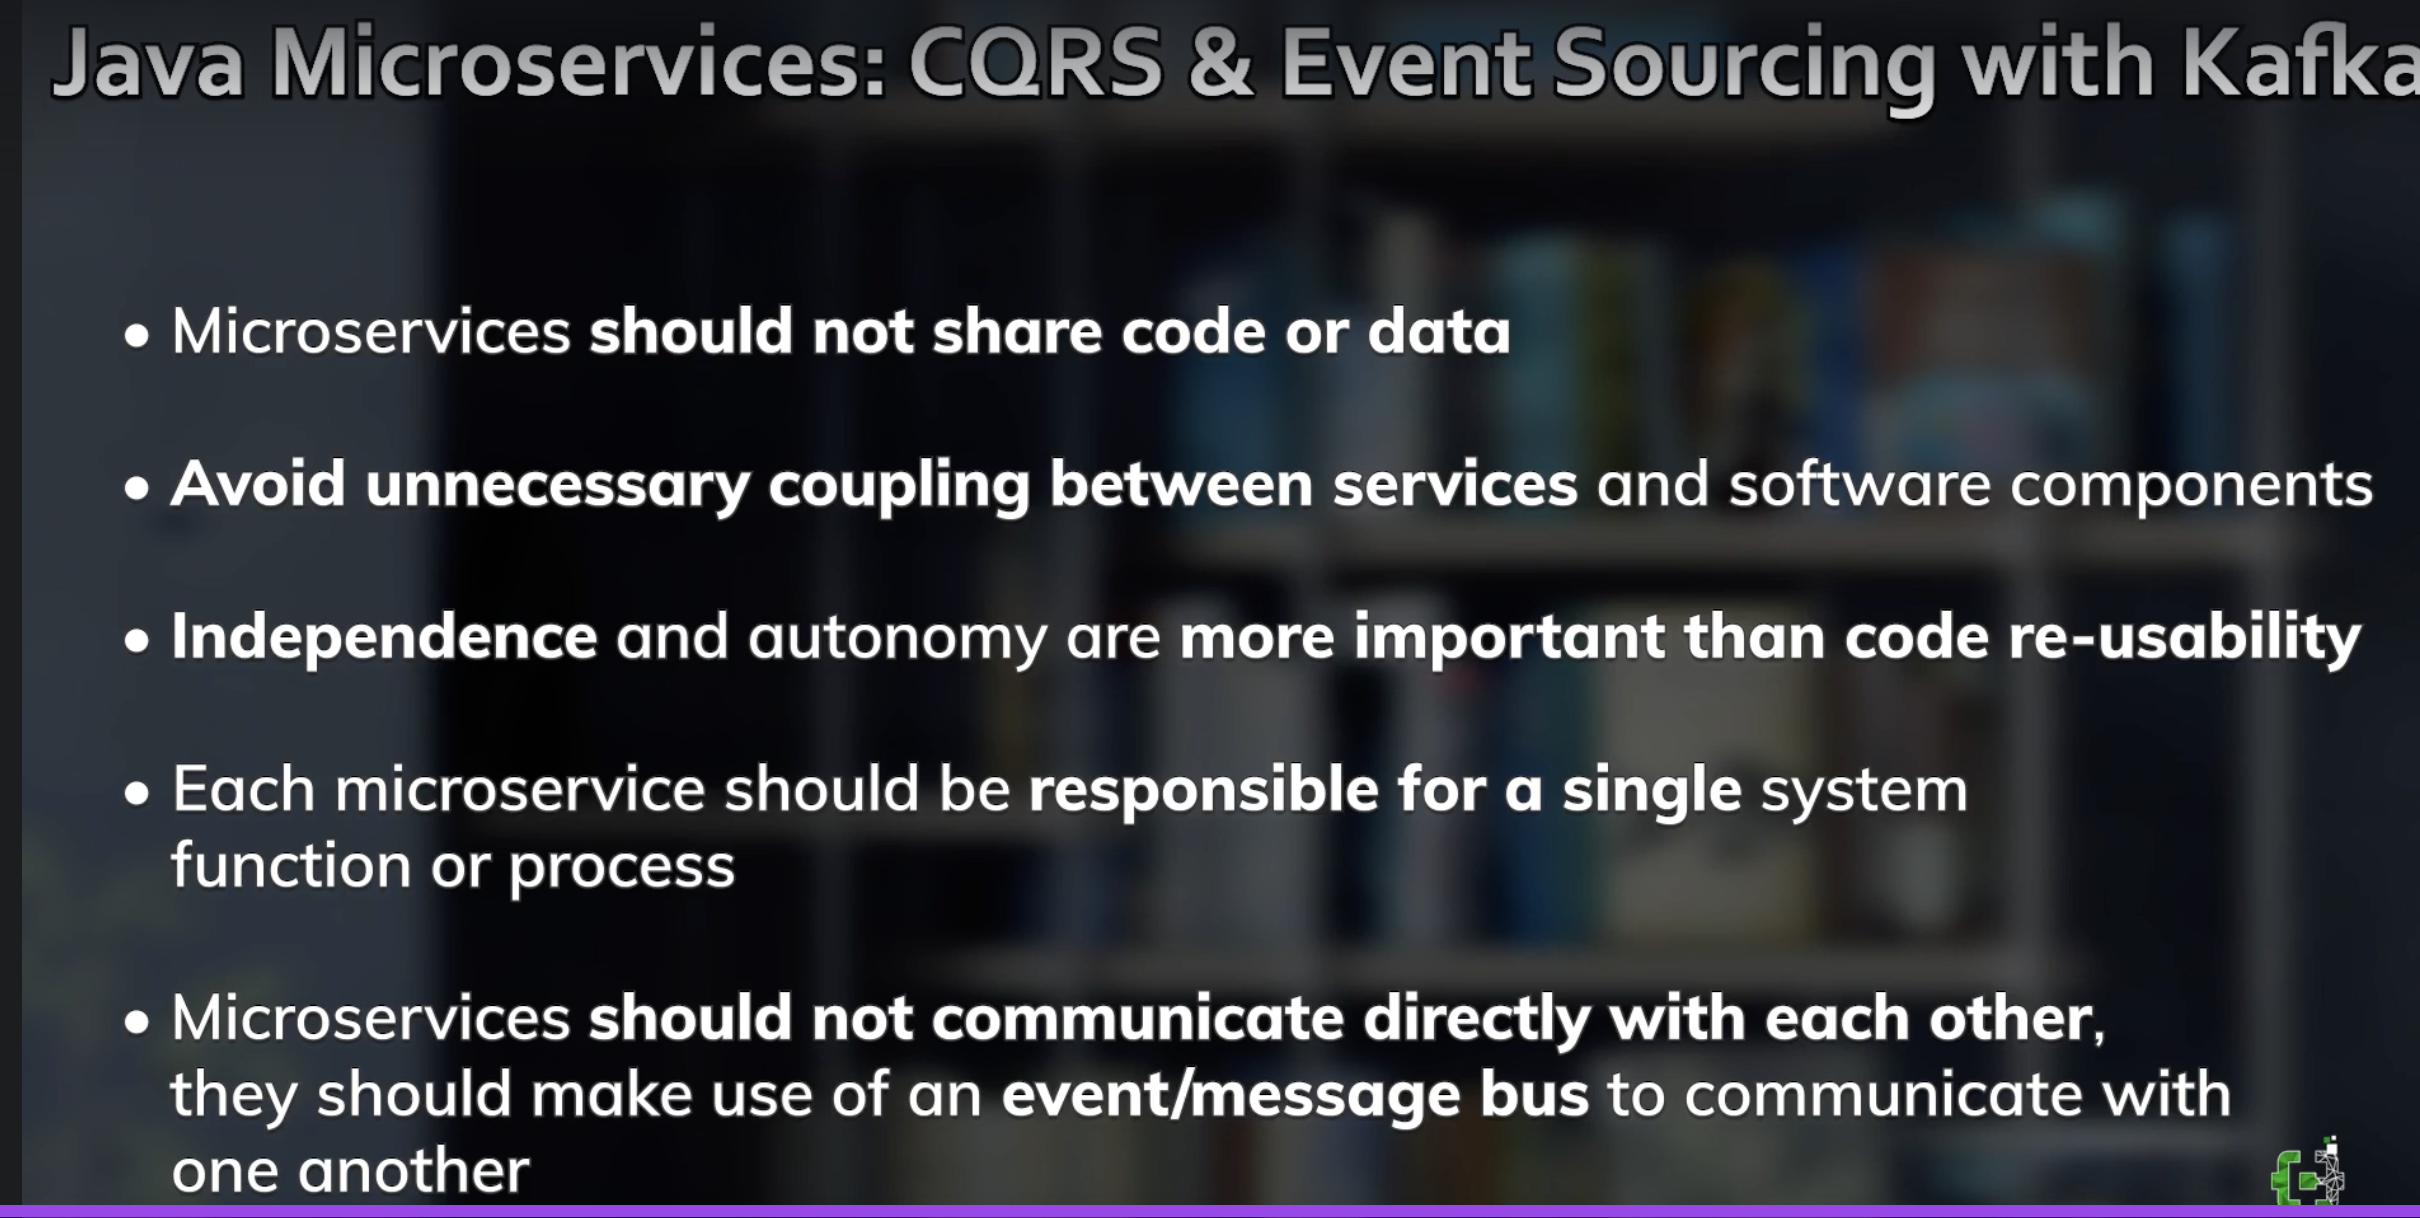 Java Microservices: CQRS & Event Sourcing with Kafka
• Microservices should not share code or data
• Avoid unnecessary coupling between services and software components
• Independence and autonomy are more important than code re-usability
• Each microservice should be responsible for a single system
function or process
• Microservices should not communicate directly with each other,
they should make use of an event/message bus to communicate with
one another